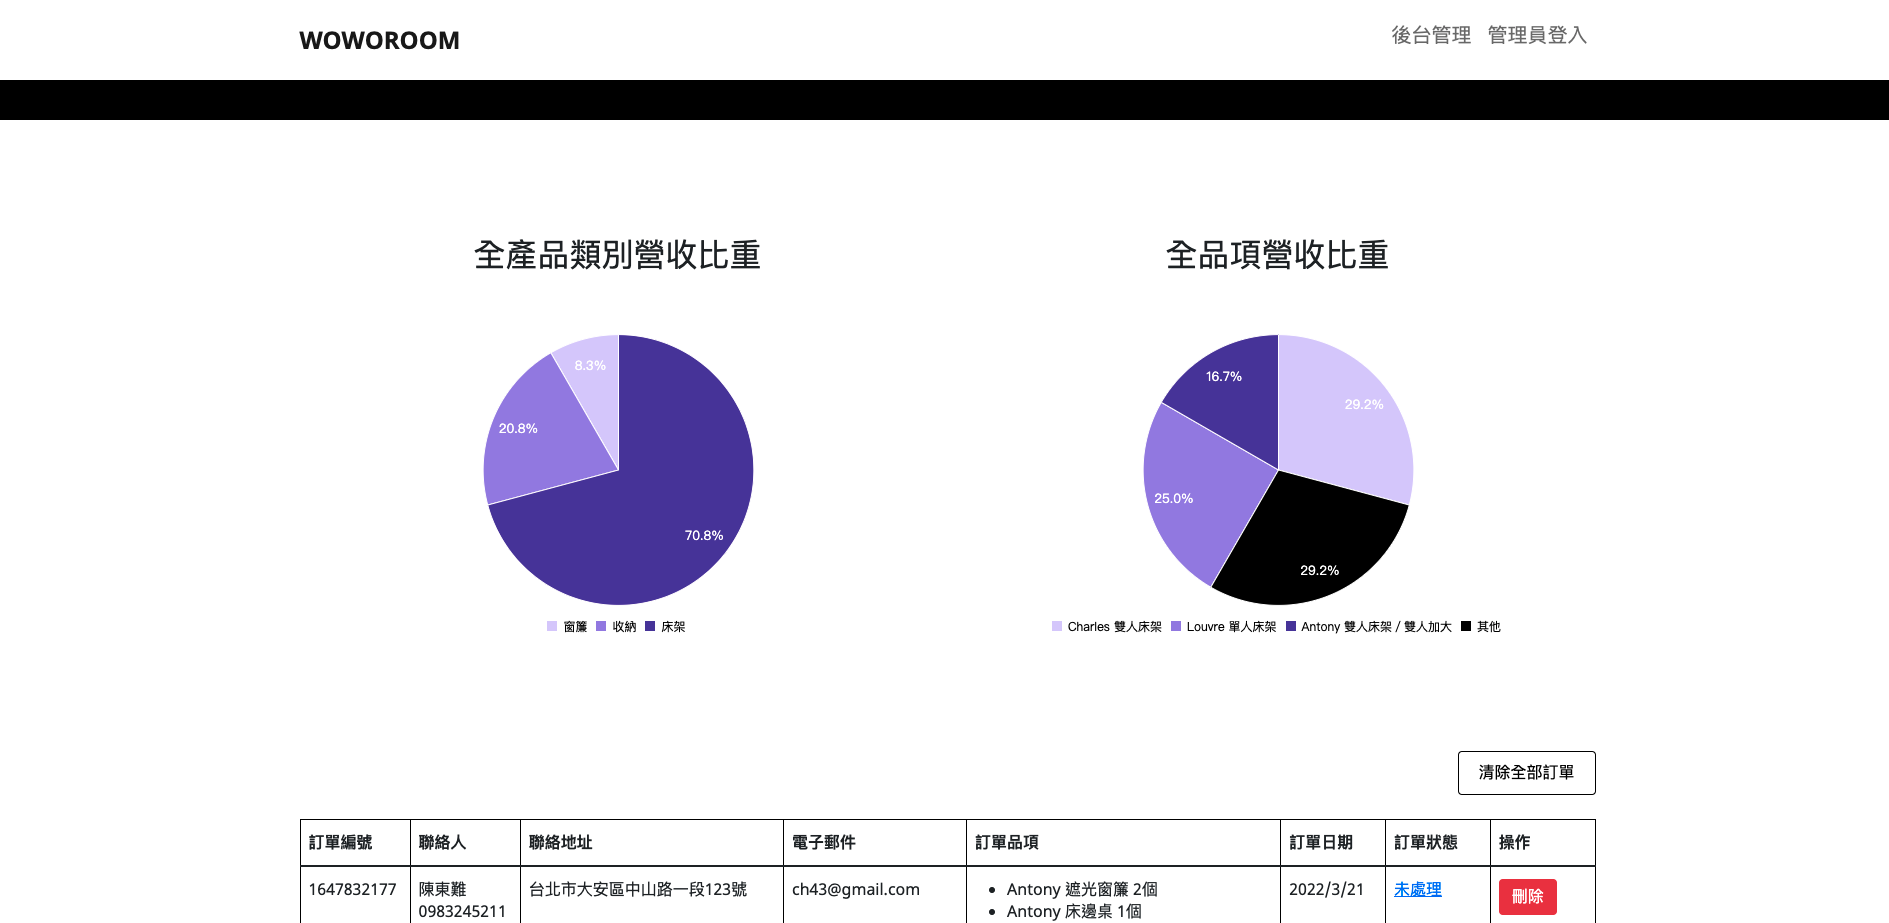 WOWOROOM
後台管理 管理員登入
全產品類別營收比重
8.3%
20.8%
70.8%
窗簾 收納 床架
全品項營收比重
16.7%
29.2%
25.0%
29.2%
Charles 雙人床架 Louvre 單人床架 Antony 雙人床架 / 雙人加大 其他
清除全部訂單
訂單編號 聯絡人 聯絡地址 電子郵件 訂單品項 訂單日期 訂單狀態 操作
1647832177 陳東難 台北市大安區中山路一段123號 ch43@gmail.com • Antony 遮光窗簾 2個 2022/3/21 未處理 刪除
0983245211 • Antony 床邊桌 1個